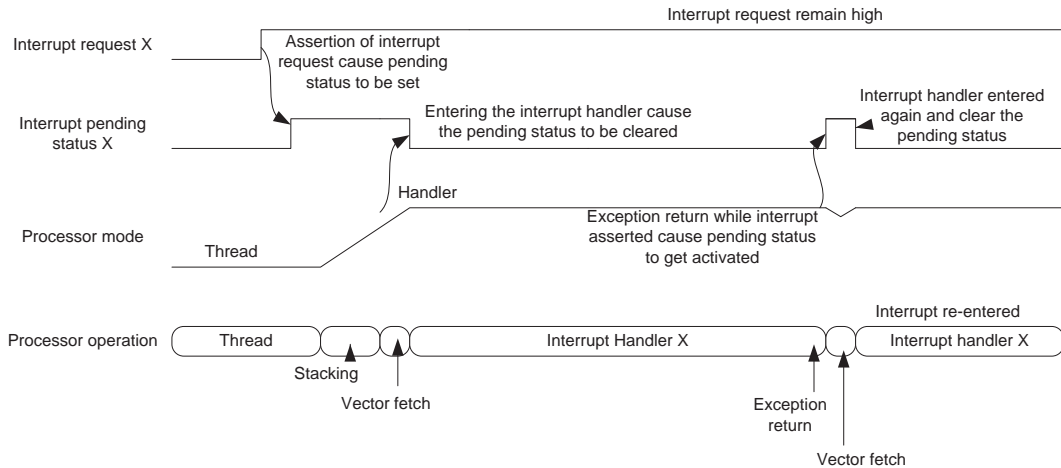 Interrupt request remain high
Interrupt request X
Assertion of interrupt
request cause pending
status to be set
Interrupt pending
status X
Entering the interrupt handler cause
the pending status to be cleared
Interrupt handler entered
again and clear the
pending status
Handler
Processor mode
Thread
Exception return while interrupt
asserted cause pending status
to get activated
Interrupt re-entered
Processor operation
Thread
Interrupt Handler X
Interrupt handler X
Stacking
Vector fetch
Exception
return
Vector fetch